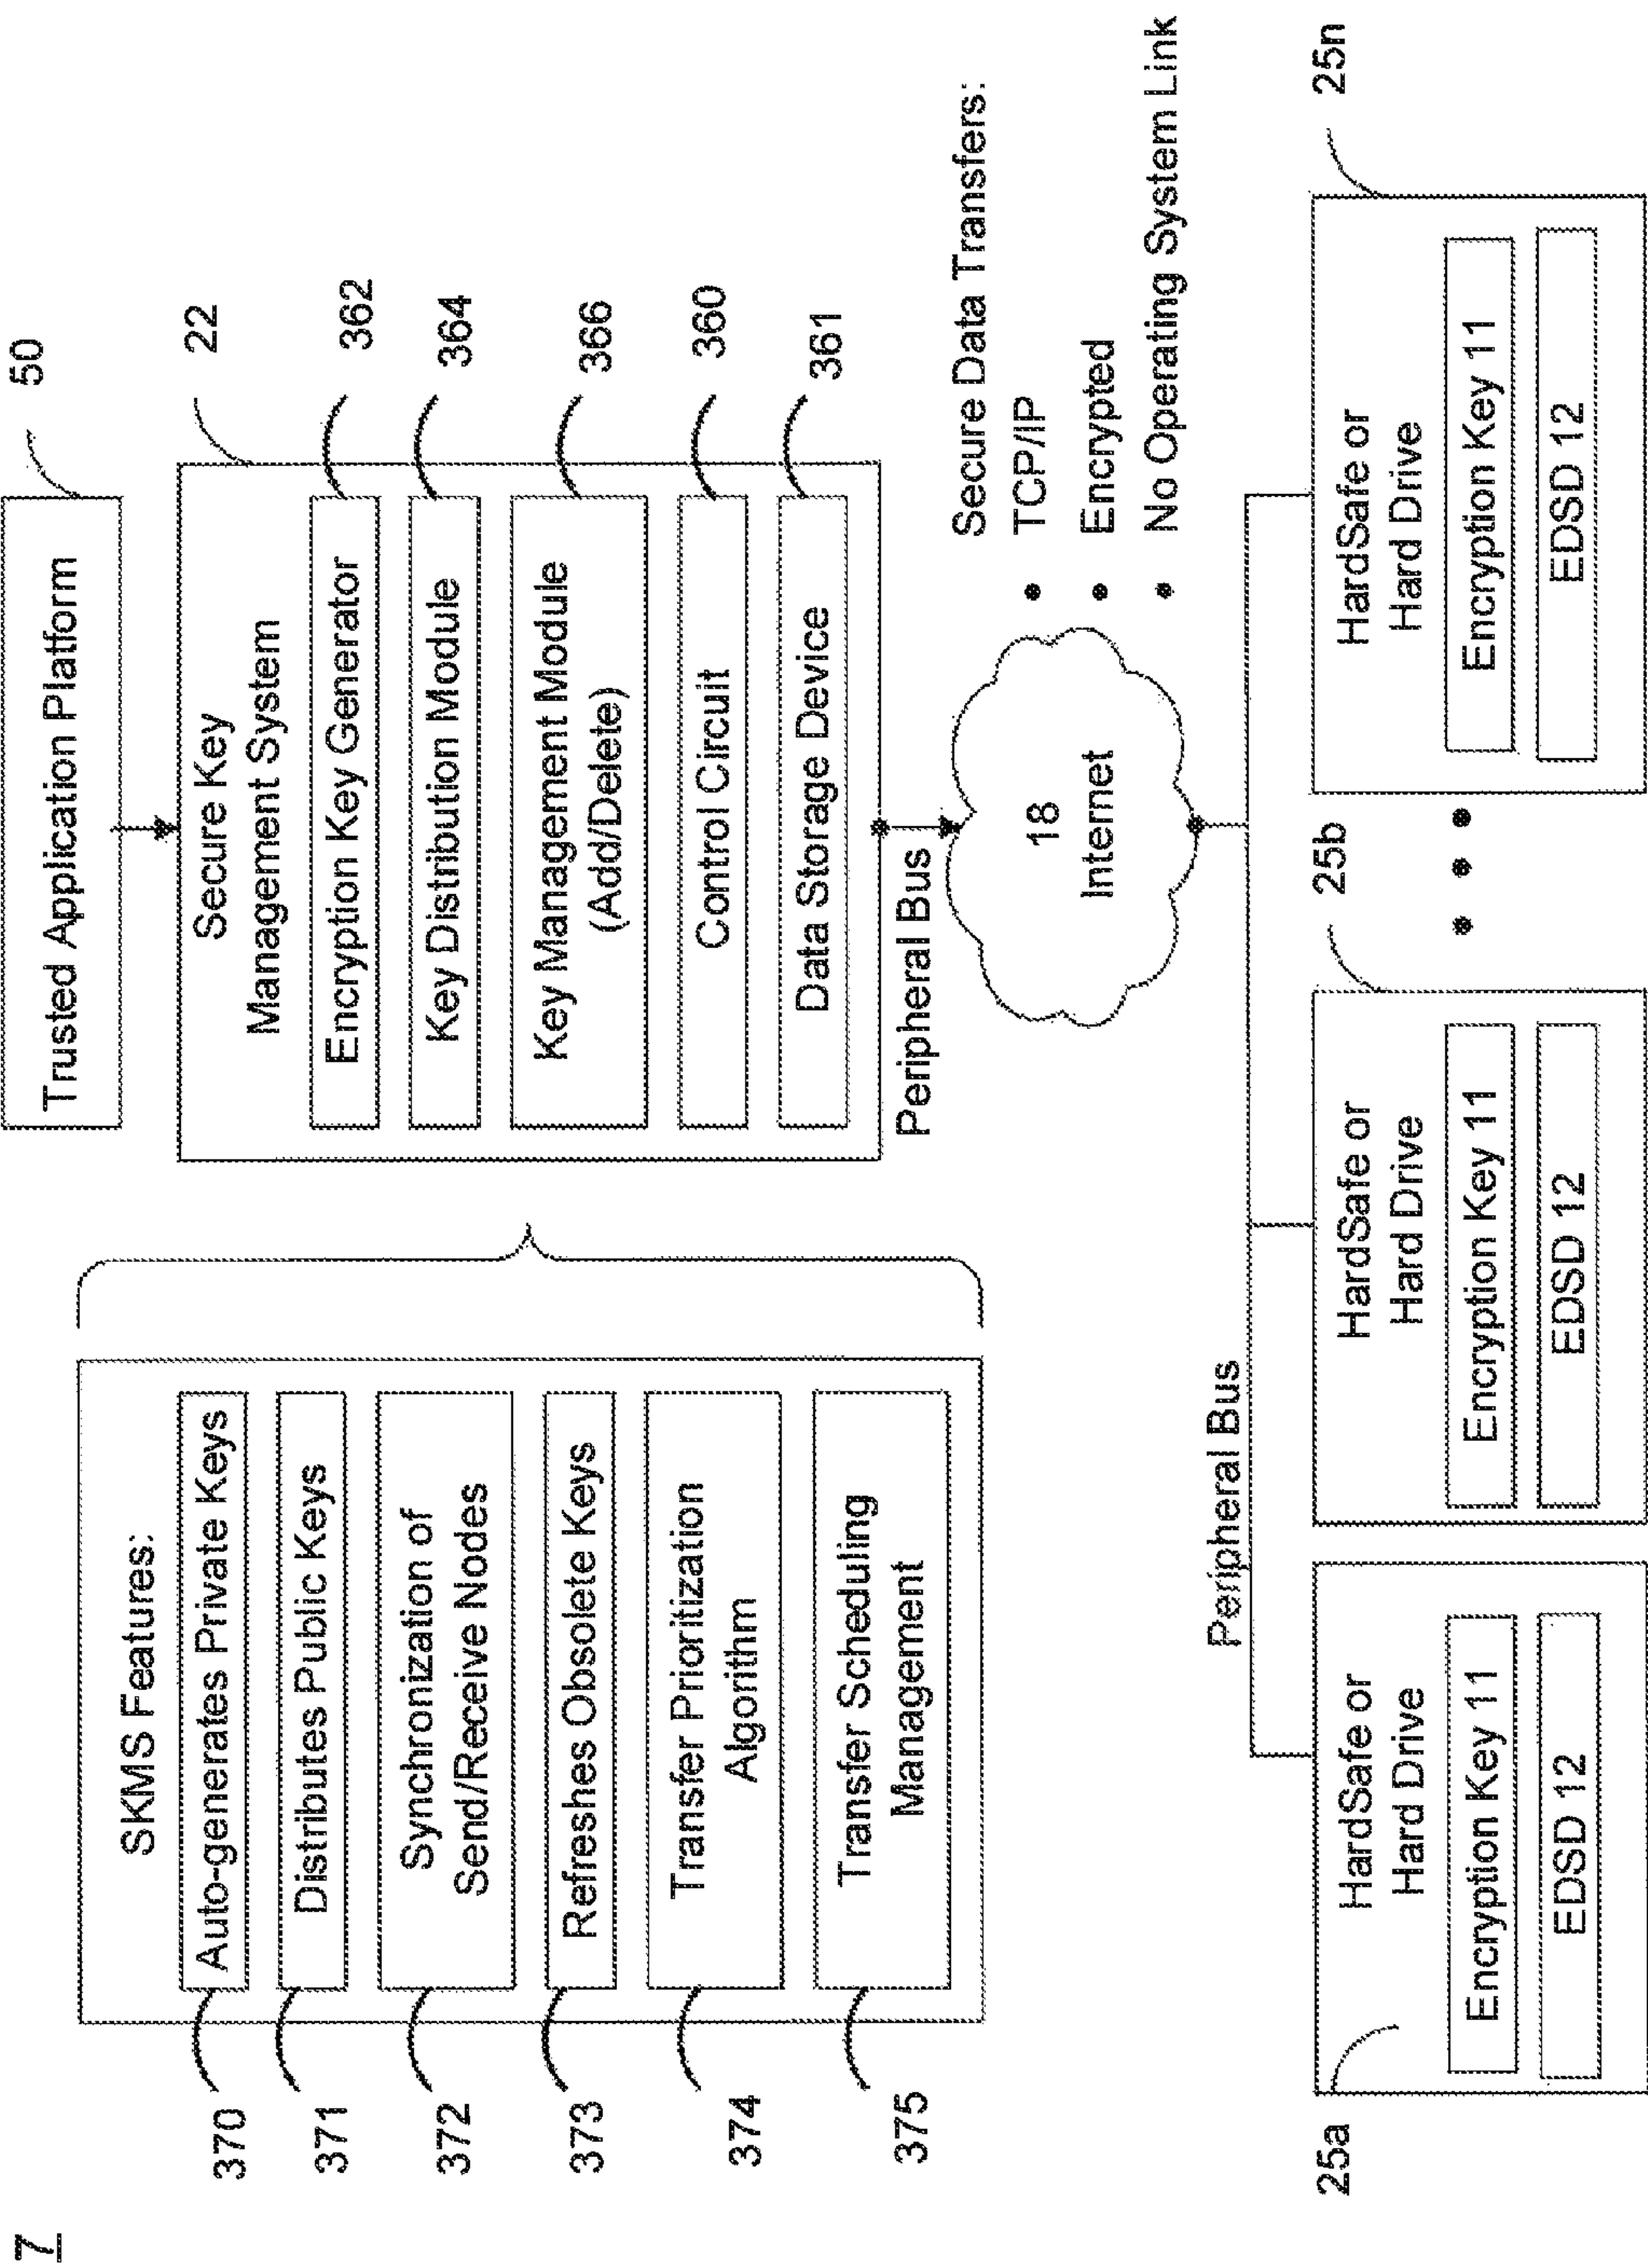 7
50
Trusted Application Platform
22
Secure Key
Management System
Encryption Key Generator
362
Key Distribution Module
364
Key Management Module
(Add/Delete)
366
Control Circuit
360
Data Storage Device
361
SKMS Features:
370
Auto-generates Private Keys
371
Distributes Public Keys
372
Synchronization of
Send/Receive Nodes
373
Refreshes Obsolete Keys
374
Transfer Prioritization
Algorithm
375
Transfer Scheduling
Management
Peripheral Bus
18
Internet
Secure Data Transfers:
• TCP/IP
• Encrypted
• No Operating System Link
Peripheral Bus
25a
HardSafe or
Hard Drive
Encryption Key 11
EDSD 12
25b
HardSafe or
Hard Drive
Encryption Key 11
EDSD 12
• • •
25n
HardSafe or
Hard Drive
Encryption Key 11
EDSD 12